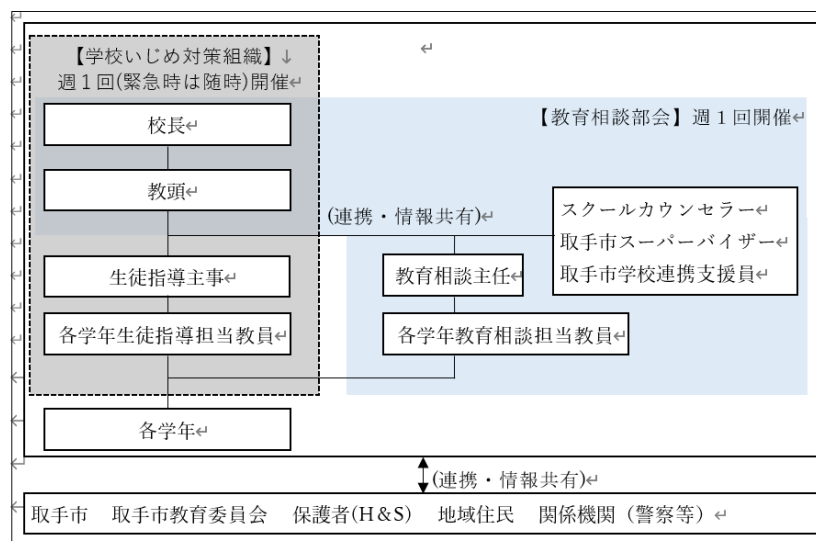 【学校いじめ対策組織】↓
週１回(緊急時は随時)開催↵
↵
【教育相談部会】週１回開催↵
校長↵
教頭↵
(連携・情報共有)↵
スクールカウンセラー↵
取手市スーパーバイザー↵
取手市学校連携支援員↵
生徒指導主事↵
教育相談主任↵
各学年生徒指導担当教員↵
各学年教育相談担当教員↵
各学年↵
(連携・情報共有)↵
取手市　取手市教育委員会　保護者(H＆S)　地域住民　関係機関（警察等）↵